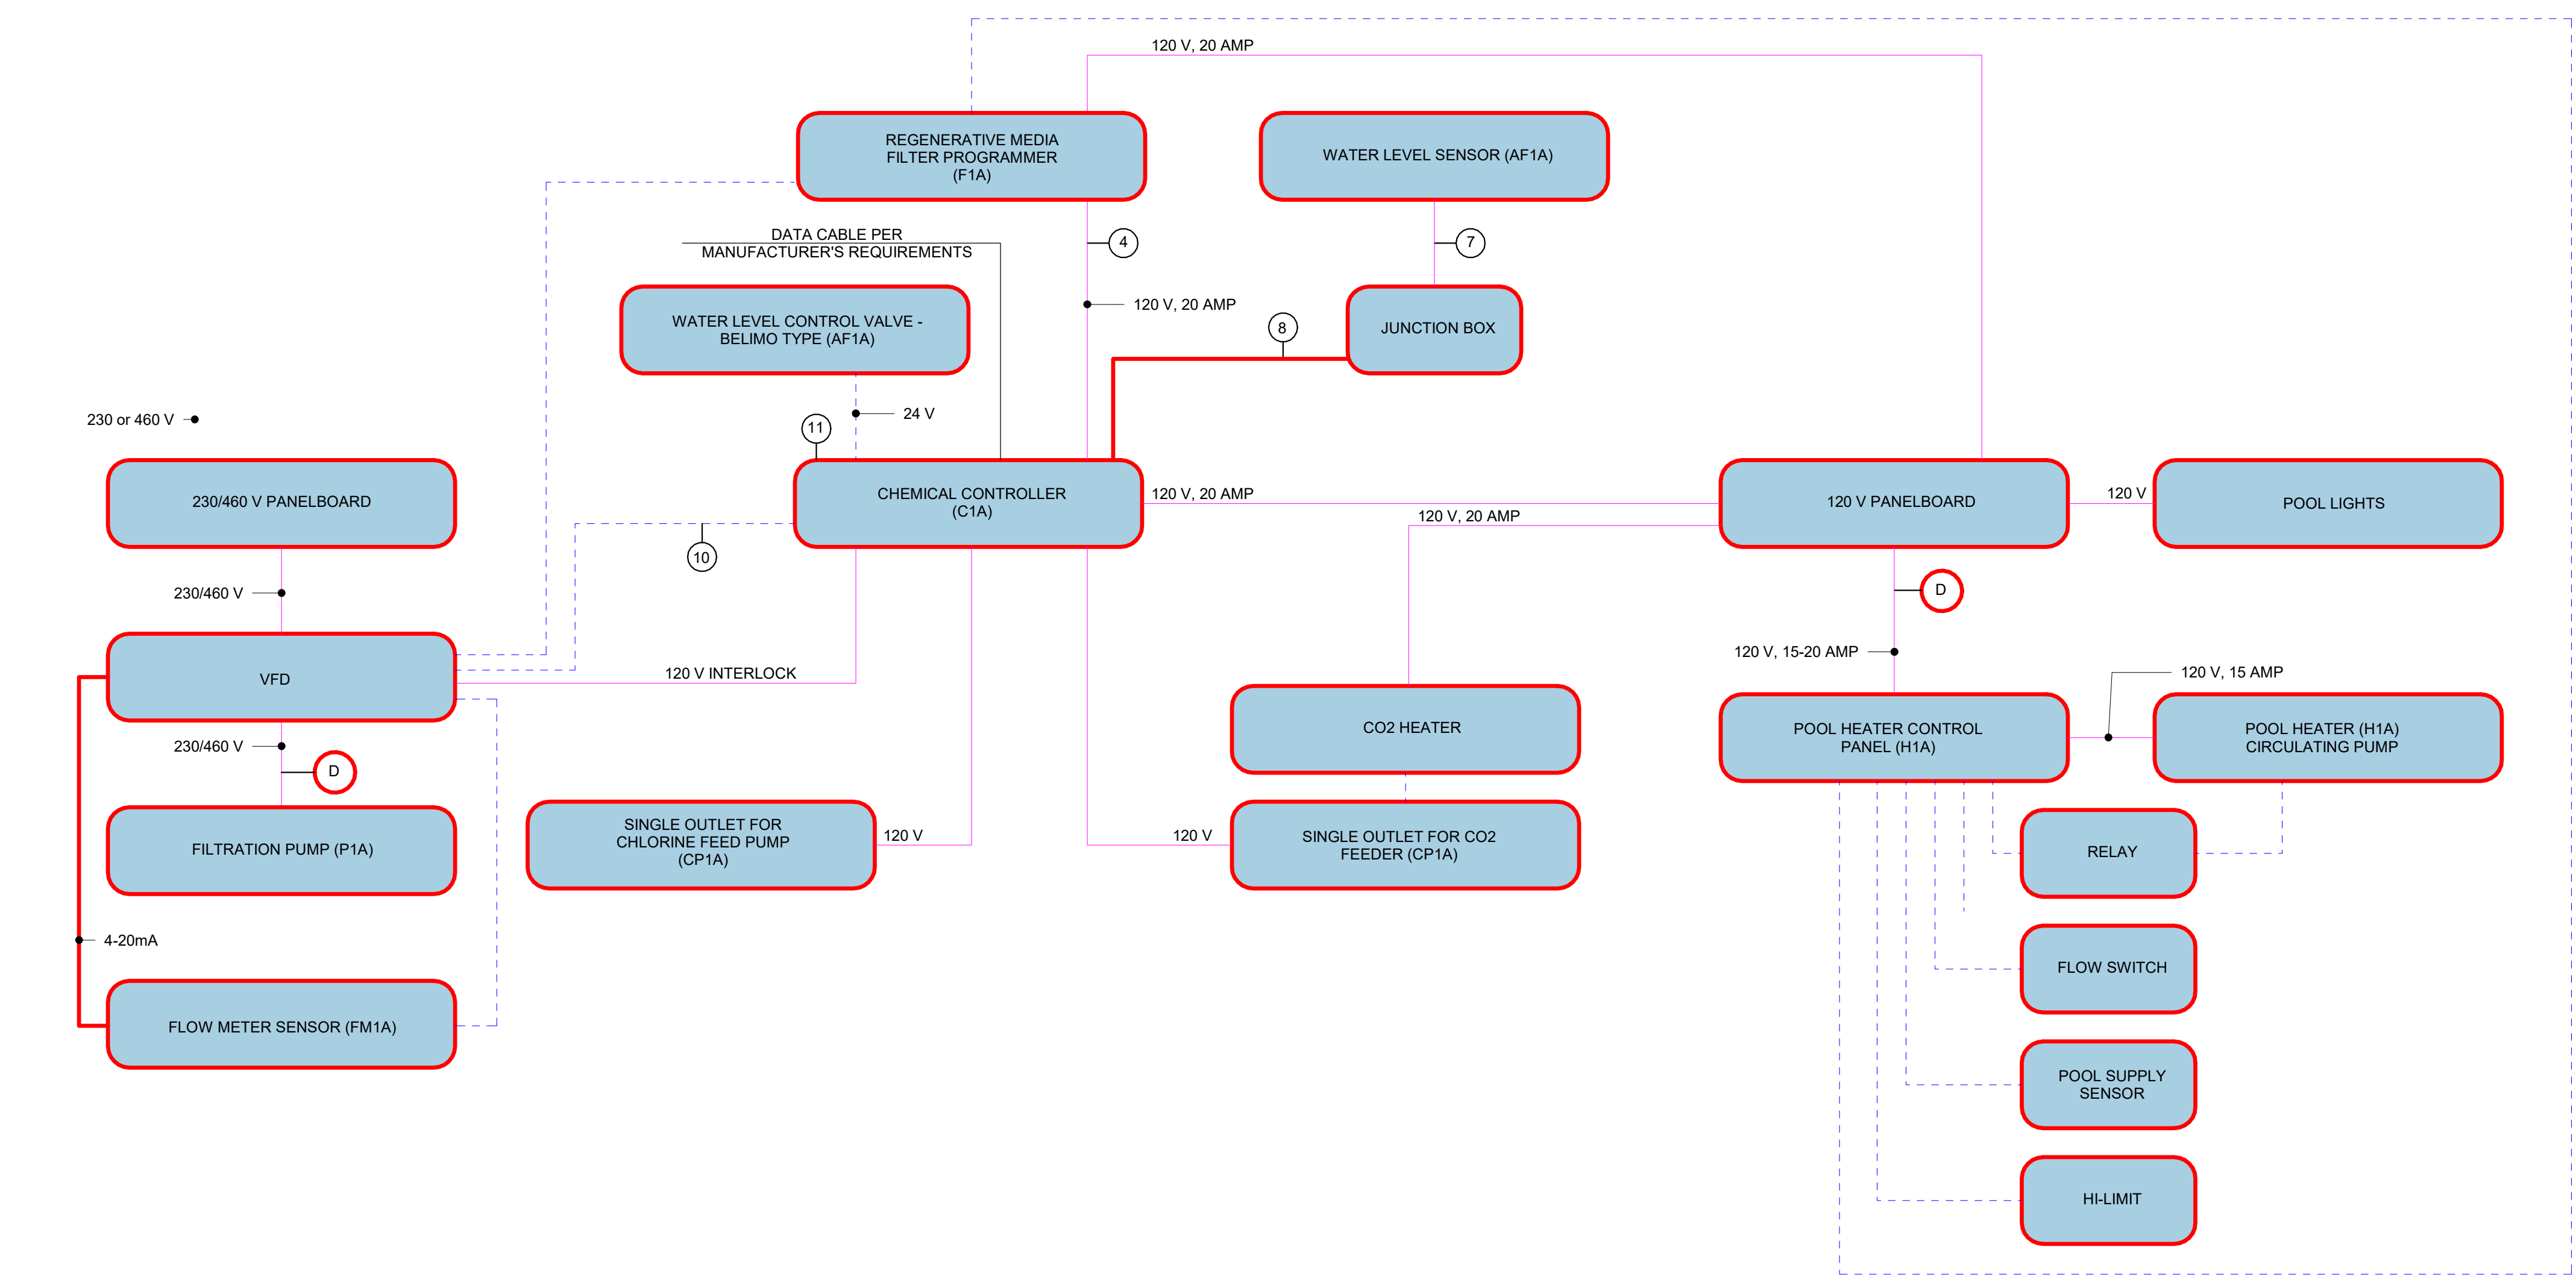 120 V, 20 AMP
REGENERATIVE MEDIA
FILTER PROGRAMMER
(F1A)
WATER LEVEL SENSOR (AF1A)
DATA CABLE PER
MANUFACTURER'S REQUIREMENTS
4
7
120 V, 20 AMP
WATER LEVEL CONTROL VALVE -
BELIMO TYPE (AF1A)
8
JUNCTION BOX
230 or 460 V
24 V
11
230/460 V PANELBOARD
CHEMICAL CONTROLLER
(C1A)
120 V, 20 AMP
120 V, 20 AMP
120 V PANELBOARD
120 V
POOL LIGHTS
10
230/460 V
D
VFD
120 V INTERLOCK
120 V, 15-20 AMP
120 V, 15 AMP
230/460 V
D
CO2 HEATER
POOL HEATER CONTROL
PANEL (H1A)
POOL HEATER (H1A)
CIRCULATING PUMP
FILTRATION PUMP (P1A)
SINGLE OUTLET FOR
CHLORINE FEED PUMP
(CP1A)
120 V
120 V
SINGLE OUTLET FOR CO2
FEEDER (CP1A)
RELAY
4-20mA
FLOW SWITCH
FLOW METER SENSOR (FM1A)
POOL SUPPLY
SENSOR
HI-LIMIT